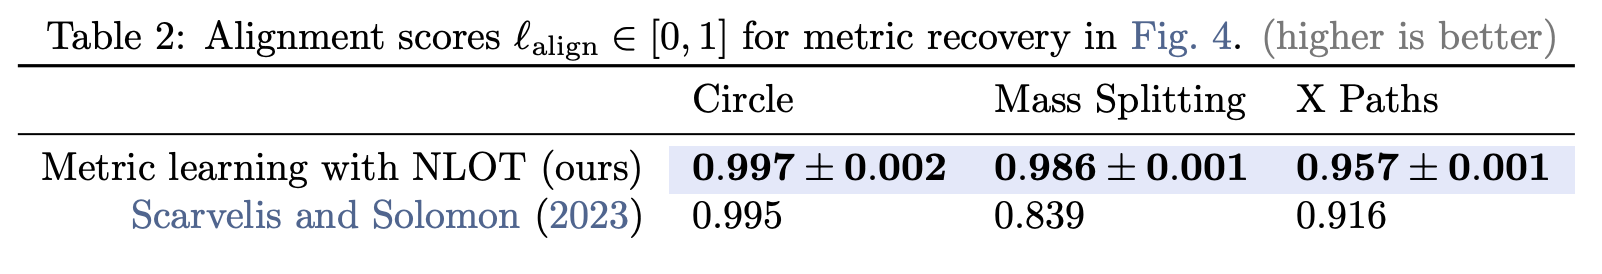 Table 2: Alignment scores ℓalign ∈ [0, 1] for metric recovery in Fig. 4. (higher is better)
Circle Mass Splitting X Paths
Metric learning with NLOT (ours) 0.997 ± 0.002 0.986 ± 0.001 0.957 ± 0.001
Scarvelis and Solomon (2023) 0.995 0.839 0.916